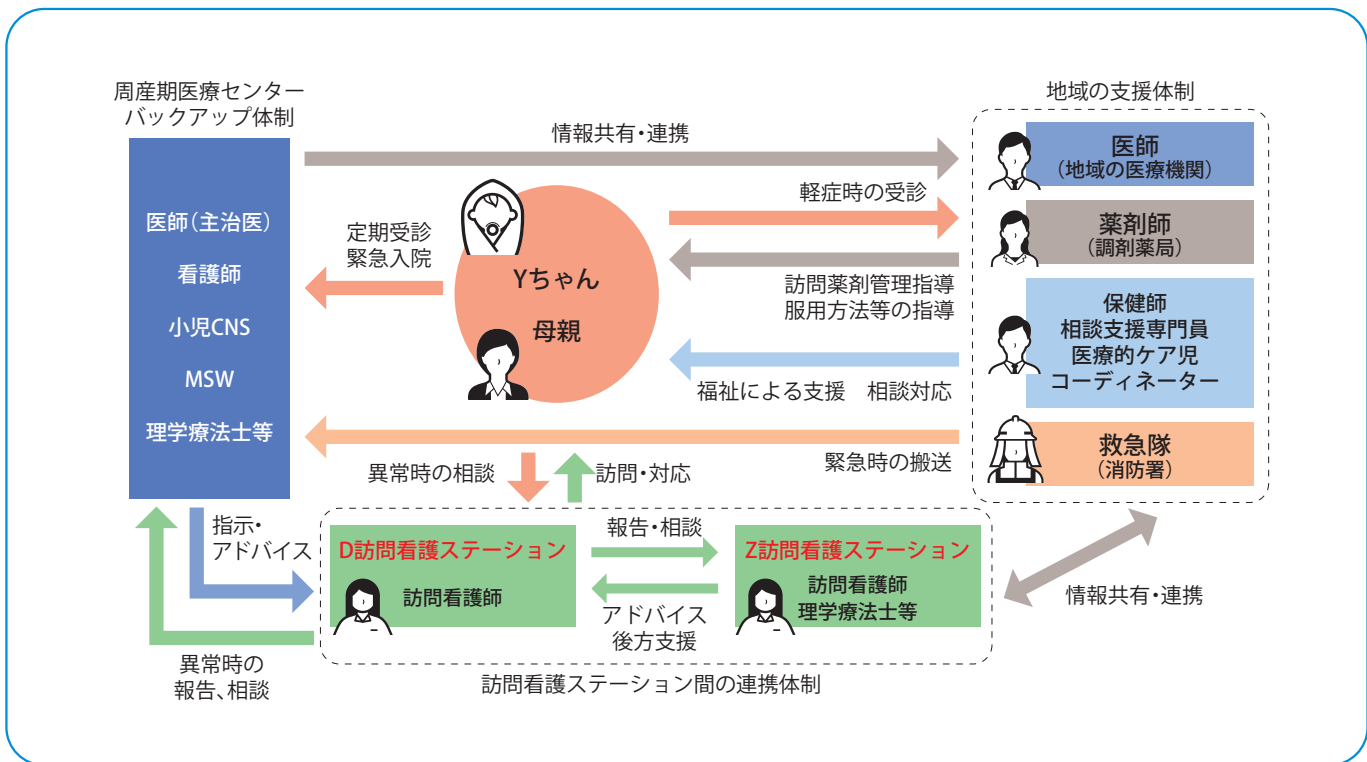 周産期医療センター
バックアップ体制
医師（主治医）
看護師
小児CNS
MSW
理学療法士等
情報共有・連携
定期受診
緊急入院
Yちゃん
母親
軽症時の受診
訪問薬剤管理指導
服用方法等の指導
福祉による支援　相談対応
緊急時の搬送
地域の支援体制
医師
（地域の医療機関）
薬剤師
（調剤薬局）
保健師
相談支援専門員
医療的ケア児
コーディネーター
救急隊
（消防署）
異常時の相談
訪問・対応
指示・
アドバイス
D訪問看護ステーション
訪問看護師
報告・相談
アドバイス
後方支援
Z訪問看護ステーション
訪問看護師
理学療法士等
情報共有・連携
異常時の
報告、相談
訪問看護ステーション間の連携体制